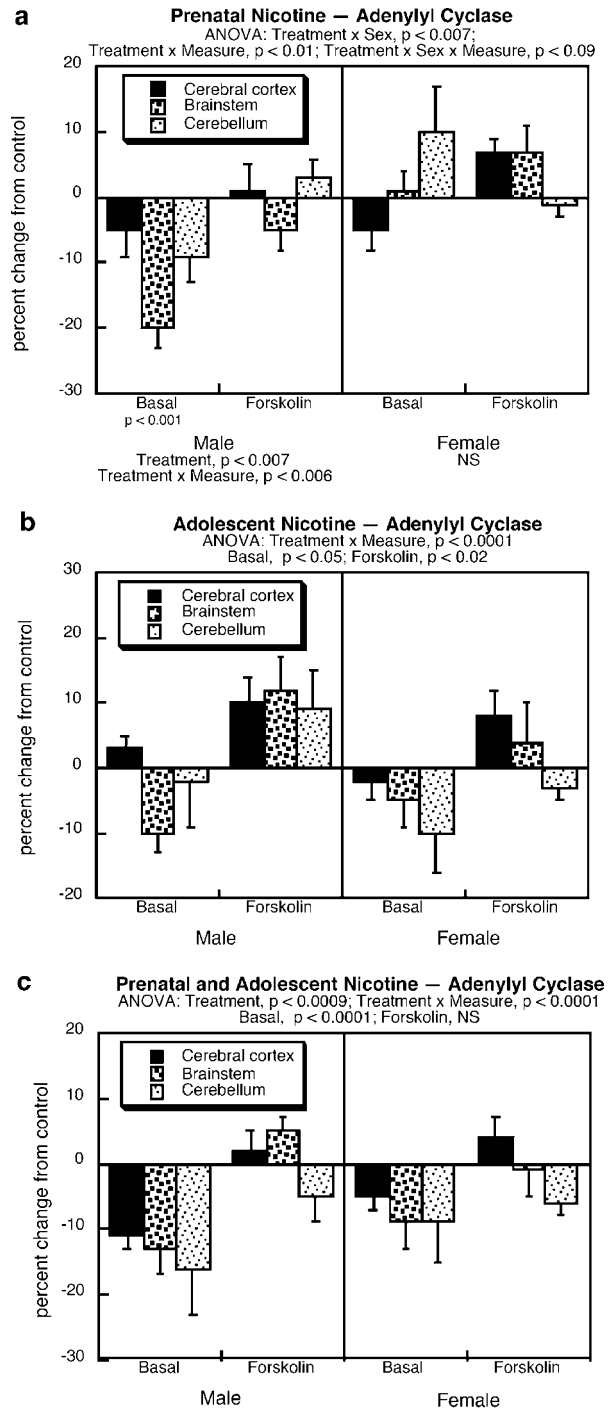 a
Prenatal Nicotine — Adenylyl Cyclase
ANOVA: Treatment x Sex, p < 0.007;
Treatment x Measure, p < 0.01; Treatment x Sex x Measure, p < 0.09
percent change from control
20
10
0
-10
-20
-30
Cerebral cortex
Brainstem
Cerebellum
Basal
Forskolin
Basal
Forskolin
p < 0.001
Male
Female
Treatment, p < 0.007
NS
Treatment x Measure, p < 0.006
b
Adolescent Nicotine — Adenylyl Cyclase
ANOVA: Treatment x Measure, p < 0.0001
Basal, p < 0.05; Forskolin, p < 0.02
percent change from control
30
20
10
0
-10
-20
Cerebral cortex
Brainstem
Cerebellum
Basal
Forskolin
Basal
Forskolin
Male
Female
c
Prenatal and Adolescent Nicotine — Adenylyl Cyclase
ANOVA: Treatment, p < 0.0009; Treatment x Measure, p < 0.0001
Basal, p < 0.0001; Forskolin, NS
percent change from control
20
10
0
-10
-20
-30
Cerebral cortex
Brainstem
Cerebellum
Basal
Forskolin
Basal
Forskolin
Male
Female